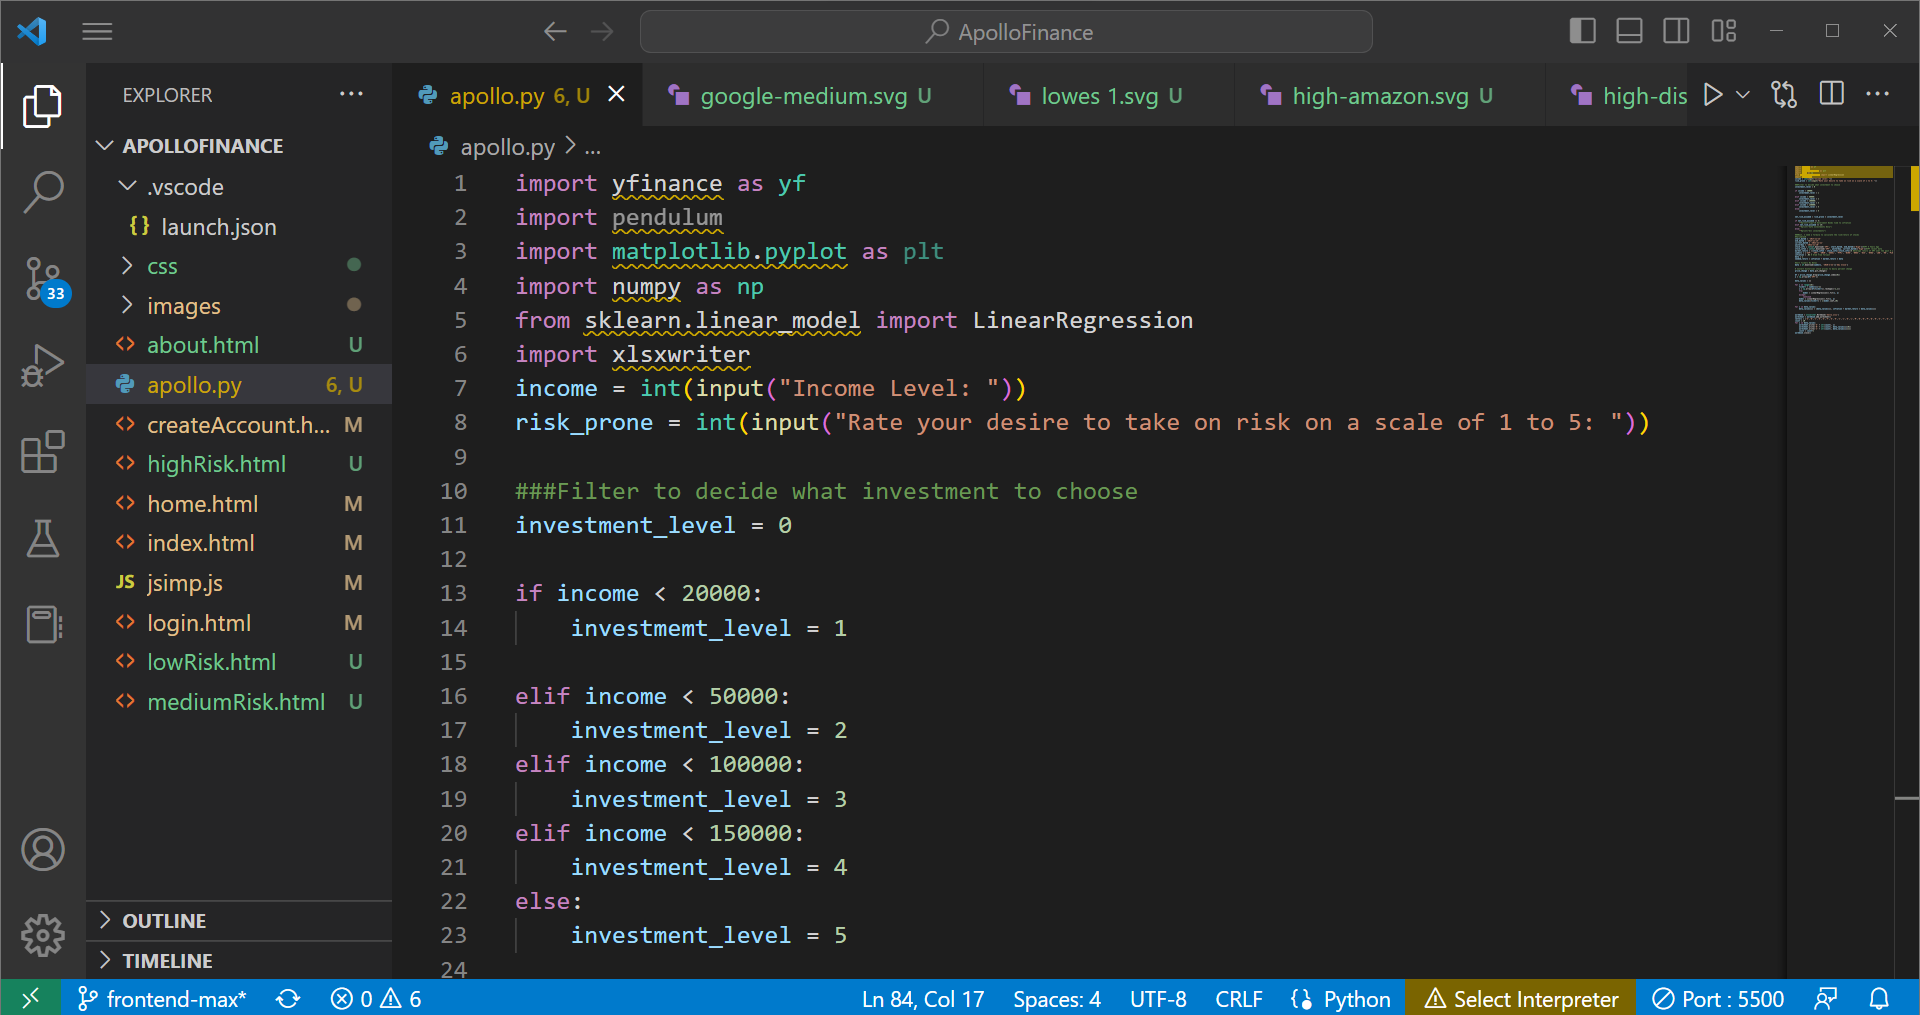 ApolloFinance
EXPLORER
APOLLOFINANCE
.vscode
{} launch.json
css
images
about.html U
apollo.py 6, U
createAccount.h... M
highRisk.html U
home.html M
index.html M
JS jsimp.js M
login.html M
lowRisk.html U
mediumRisk.html U
OUTLINE
TIMELINE
33
apollo.py 6, U
google-medium.svg U
lowes 1.svg U
high-amazon.svg U
high-dis
apollo.py > ...
1 import yfinance as yf
2 import pendulum
3 import matplotlib.pyplot as plt
4 import numpy as np
5 from sklearn.linear_model import LinearRegression
6 import xlsxwriter
7 income = int(input("Income Level: "))
8 risk_prone = int(input("Rate your desire to take on risk on a scale of 1 to 5: "))
9
10 ###Filter to decide what investment to choose
11 investment_level = 0
12
13 if income < 20000:
14 investmemt_level = 1
15
16 elif income < 50000:
17 investment_level = 2
18 elif income < 100000:
19 investment_level = 3
20 elif income < 150000:
21 investment_level = 4
22 else:
23 investment_level = 5
24
frontend-max* 0 6 Ln 84, Col 17 Spaces: 4 UTF-8 CRLF Python Select Interpreter Port : 5500